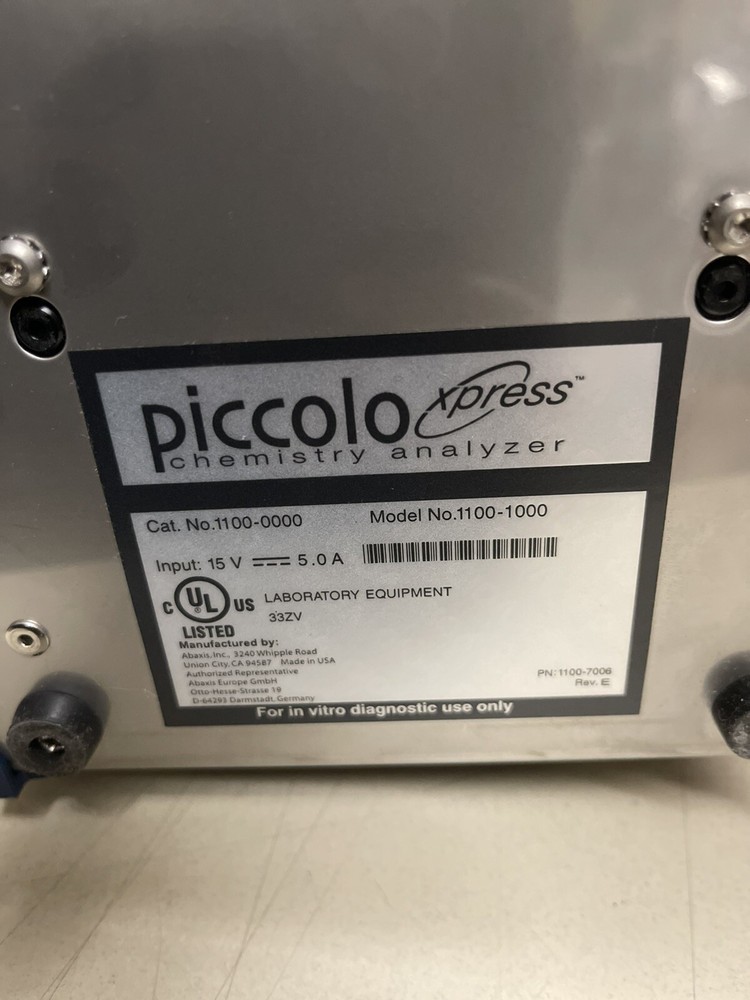 piccolo xpress™
chemistry analyzer
Cat. No.1100-0000 Model No.1100-1000
Input: 15 V ⎓ 5.0 A
C UL US LABORATORY EQUIPMENT
33ZV
LISTED
Manufactured by:
Abaxis, Inc., 3240 Whipple Road
Union City, CA 94587 Made in USA
Authorized Representative
Abaxis Europe GmbH
Otto-Hesse-Strasse 19
D-64293 Darmstadt, Germany
PN: 1100-7006
Rev. E
For in vitro diagnostic use only